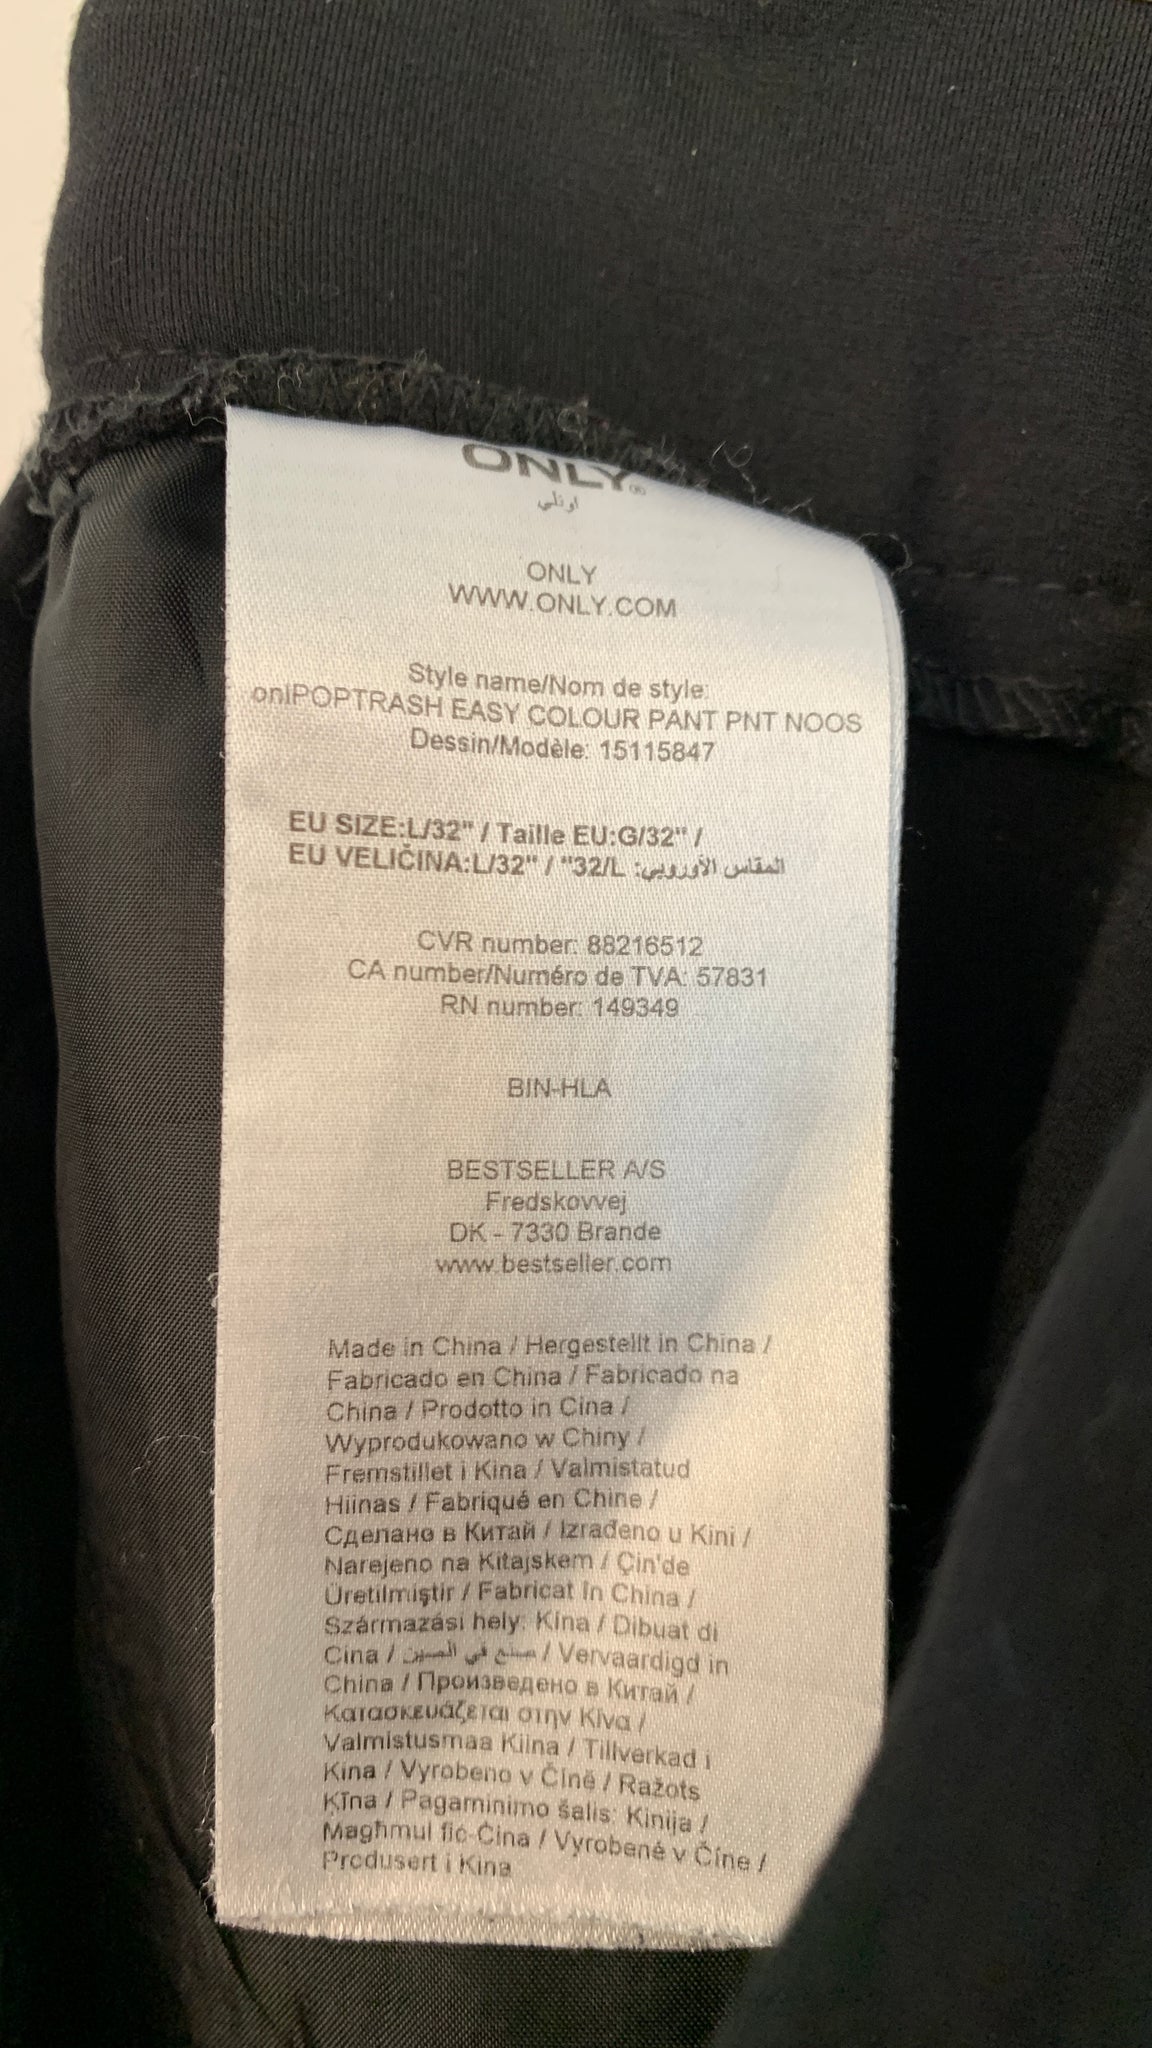 ONLY®
اونلي
ONLY
WWW.ONLY.COM
Style name/Nom de style:
onlPOPTRASH EASY COLOUR PANT PNT NOOS
Dessin/Modèle: 15115847
EU SIZE:L/32" / Taille EU:G/32" /
EU VELIČINA:L/32" / "32/L :المقاس الأوروبي
CVR number: 88216512
CA number/Numéro de TVA: 57831
RN number: 149349
BIN-HLA
BESTSELLER A/S
Fredskovvej
DK - 7330 Brande
www.bestseller.com
Made in China / Hergestellt in China /
Fabricado en China / Fabricado na
China / Prodotto in Cina /
Wyprodukowano w Chiny /
Fremstillet i Kina / Valmistatud
Hiinas / Fabriqué en Chine /
Сделано в Китай / Izrađeno u Kini /
Narejeno na Kitajskem / Çin'de
Üretilmiştir / Fabricat în China /
Származási hely: Kína / Dibuat di
Cina / صنع في الصين / Vervaardigd in
China / Произведено в Китай /
Κατασκευάζεται στην Κίνα /
Valmistusmaa Kiina / Tillverkad i
Kina / Vyrobeno v Číně / Ražots
Ķīna / Pagaminimo šalis: Kinija /
Magħmul fiċ-Ċina / Vyrobené v Číne /
Produsert i Kina